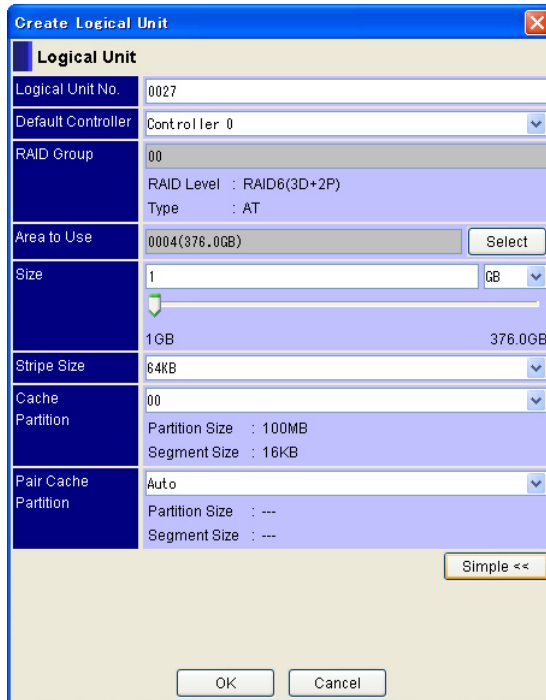 Create Logical Unit
Logical Unit
Logical Unit No. 0027
Default Controller Controller 0
RAID Group 00
RAID Level : RAID6(3D+2P)
Type : AT
Area to Use 0004(376.0GB) Select
Size 1 GB
1GB 376.0GB
Stripe Size 64KB
Cache Partition 00
Partition Size : 100MB
Segment Size : 16KB
Pair Cache Partition Auto
Partition Size : ---
Segment Size : ---
Simple <<
OK Cancel